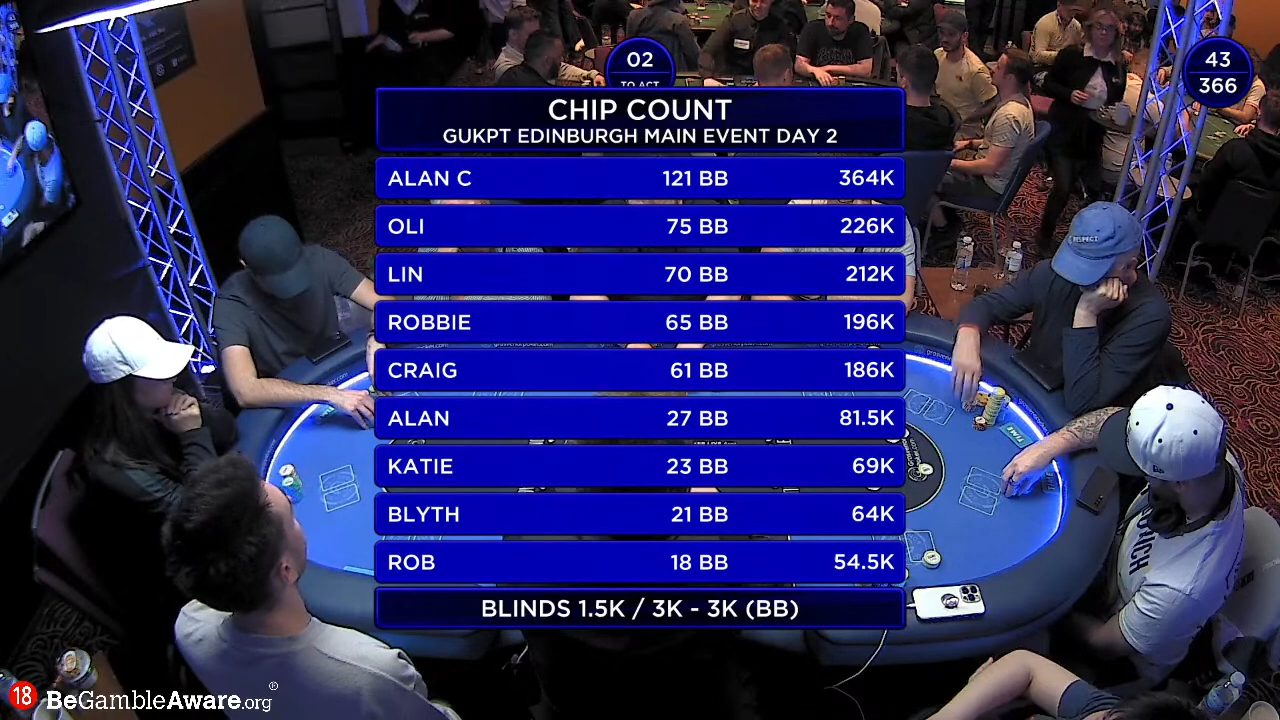 02
TO ACT
43
366
CHIP COUNT
GUKPT EDINBURGH MAIN EVENT DAY 2
ALAN C 121 BB 364K
OLI 75 BB 226K
LIN 70 BB 212K
ROBBIE 65 BB 196K
CRAIG 61 BB 186K
ALAN 27 BB 81.5K
KATIE 23 BB 69K
BLYTH 21 BB 64K
ROB 18 BB 54.5K
BLINDS 1.5K / 3K - 3K (BB)
RESPECT
TIME
18 BeGambleAware.org®